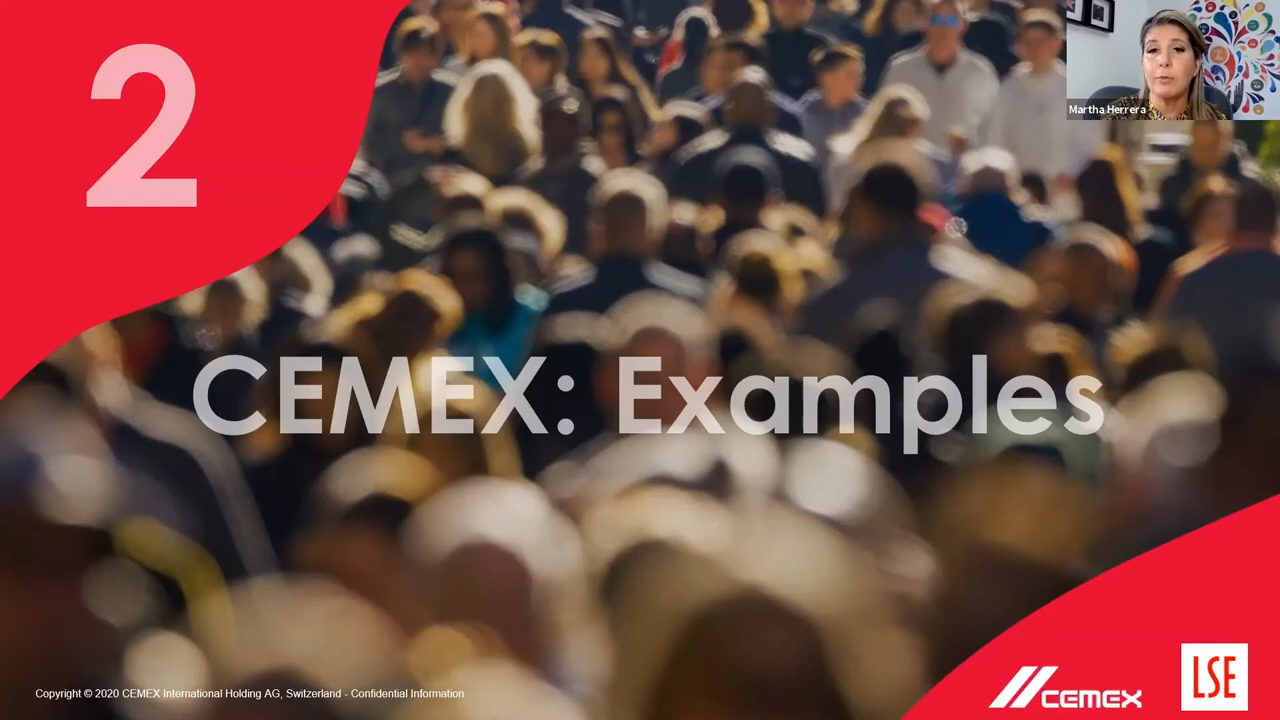 2
Martha Herrera
CEMEX: Examples
Copyright © 2020 CEMEX International Holding AG, Switzerland - Confidential Information
CEMEX
LSE